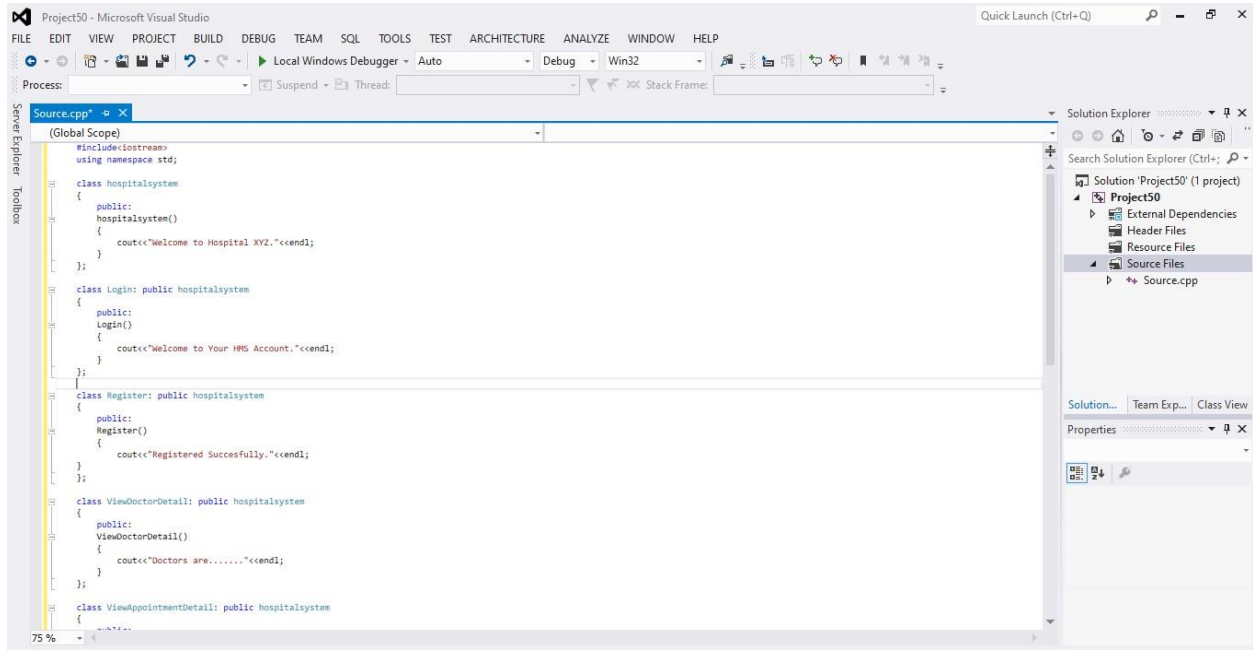 Project50 - Microsoft Visual Studio
Quick Launch (Ctrl+Q)
FILE EDIT VIEW PROJECT BUILD DEBUG TEAM SQL TOOLS TEST ARCHITECTURE ANALYZE WINDOW HELP
Local Windows Debugger Auto Debug Win32
Process: Suspend Thread: Stack Frame:
Server Explorer
Toolbox
Source.cpp*
(Global Scope)
#include<iostream>
using namespace std;
class hospitalsystem
{
public:
hospitalsystem()
{
cout<<"Welcome to Hospital XYZ."<<endl;
}
};
class Login: public hospitalsystem
{
public:
Login()
{
cout<<"Welcome to Your HMS Account."<<endl;
}
};
class Register: public hospitalsystem
{
public:
Register()
{
cout<<"Registered Succesfully."<<endl;
}
};
class ViewDoctorDetail: public hospitalsystem
{
public:
ViewDoctorDetail()
{
cout<<"Doctors are......."<<endl;
}
};
class ViewAppointmentDetail: public hospitalsystem
{
75 %
Solution Explorer
Search Solution Explorer (Ctrl+;
Solution 'Project50' (1 project)
Project50
External Dependencies
Header Files
Resource Files
Source Files
Source.cpp
Solution... Team Exp... Class View
Properties